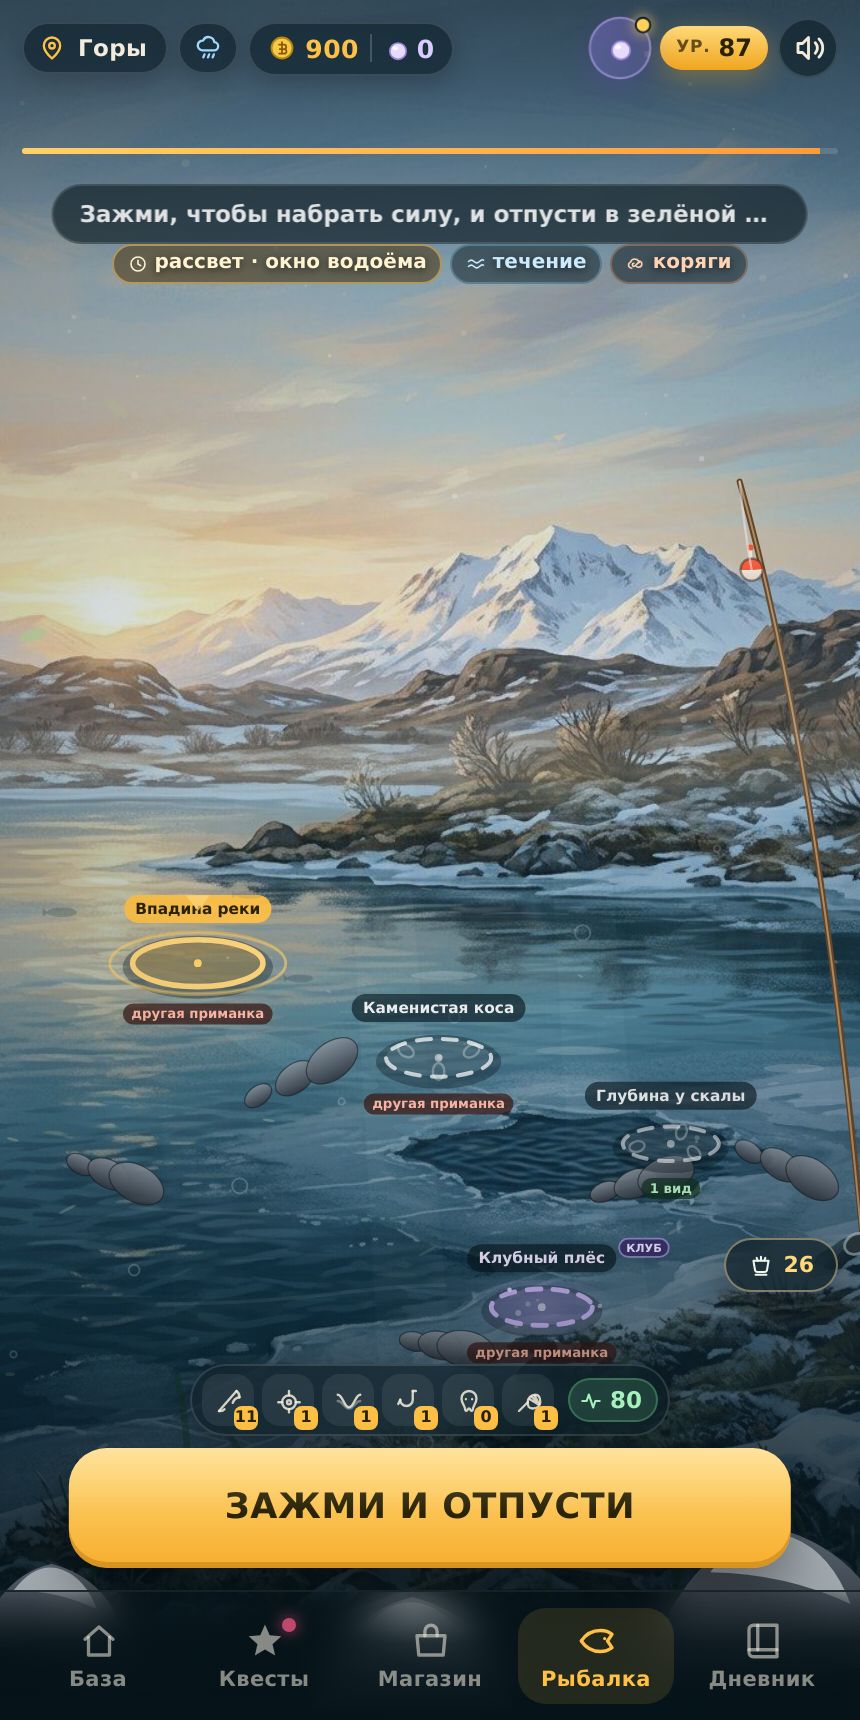 Горы
900
0
УР. 87
Зажми, чтобы набрать силу, и отпусти в зелёной ...
рассвет · окно водоёма
течение
коряги
Впадина реки
другая приманка
Каменистая коса
другая приманка
Глубина у скалы
1 вид
Клубный плёс
КЛУБ
26
другая приманка
11
1
1
1
0
1
80
ЗАЖМИ И ОТПУСТИ
База
Квесты
Магазин
Рыбалка
Дневник